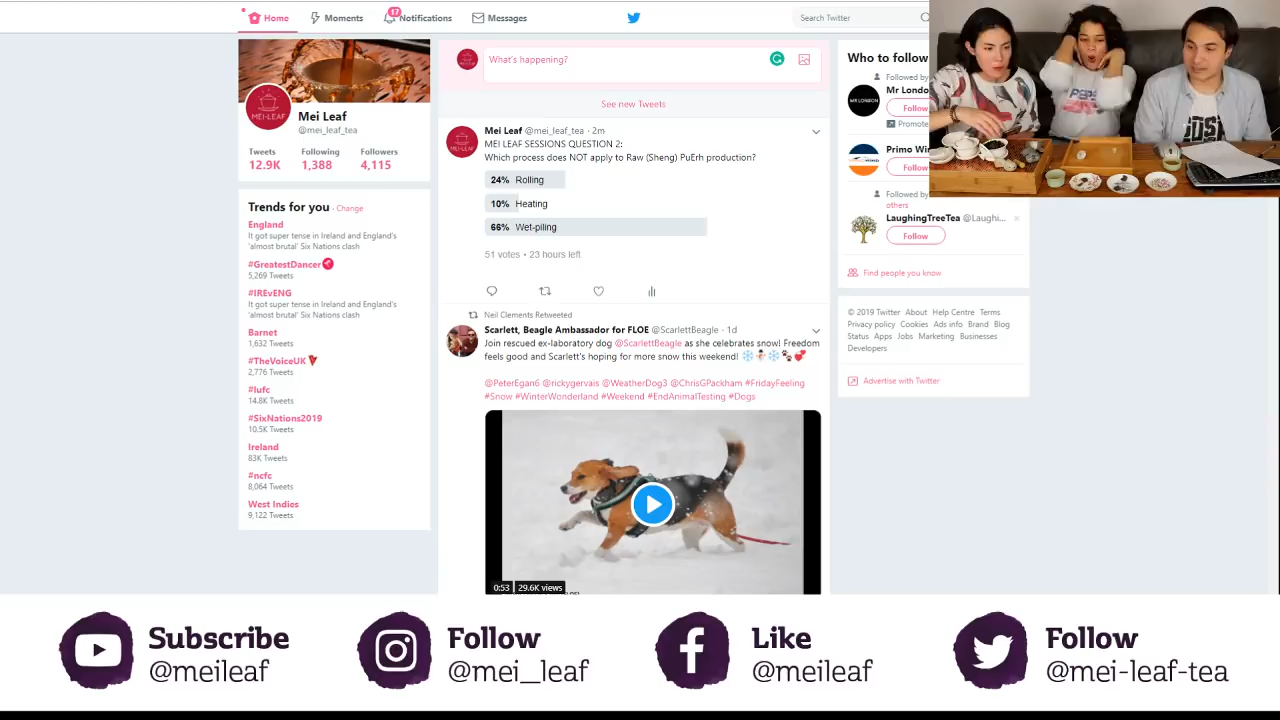 Home
Moments
17
Notifications
Messages
Search Twitter
MEI-LEAF
Mei Leaf
@mei_leaf_tea
Tweets
12.9K
Following
1,388
Followers
4,115
Trends for you · Change
England
It got super tense in Ireland and England's
'almost brutal' Six Nations clash
#GreatestDancer
5,269 Tweets
#IREvENG
It got super tense in Ireland and England's
'almost brutal' Six Nations clash
Barnet
1,632 Tweets
#TheVoiceUK
2,776 Tweets
#lufc
14.8K Tweets
#SixNations2019
10.5K Tweets
Ireland
83K Tweets
#ncfc
8,064 Tweets
West Indies
9,122 Tweets
What's happening?
See new Tweets
Mei Leaf @mei_leaf_tea · 2m
MEI LEAF SESSIONS QUESTION 2:
Which process does NOT apply to Raw (Sheng) PuErh production?
24% Rolling
10% Heating
66% Wet-piling
51 votes · 23 hours left
Neil Clements Retweeted
Scarlett, Beagle Ambassador for FLOE @ScarlettBeagle · 1d
Join rescued ex-laboratory dog @ScarlettBeagle as she celebrates snow! Freedom
feels good and Scarlett's hoping for more snow this weekend!
@PeterEgan6 @rickygervais @WeatherDog3 @ChrisGPackham #FridayFeeling
#Snow #WinterWonderland #Weekend #EndAnimalTesting #Dogs
0:53
29.6K views
Who to follow
Followed by
Mr Londo
MR LONDON
Follow
Promote
Primo Wi
Follow
Followed by
others
LaughingTreeTea @Laughi...
Follow
Find people you know
© 2019 Twitter About Help Centre Terms
Privacy policy Cookies Ads info Brand Blog
Status Apps Jobs Marketing Businesses
Developers
Advertise with Twitter
Subscribe
@meileaf
Follow
@mei_leaf
Like
@meileaf
Follow
@mei-leaf-tea